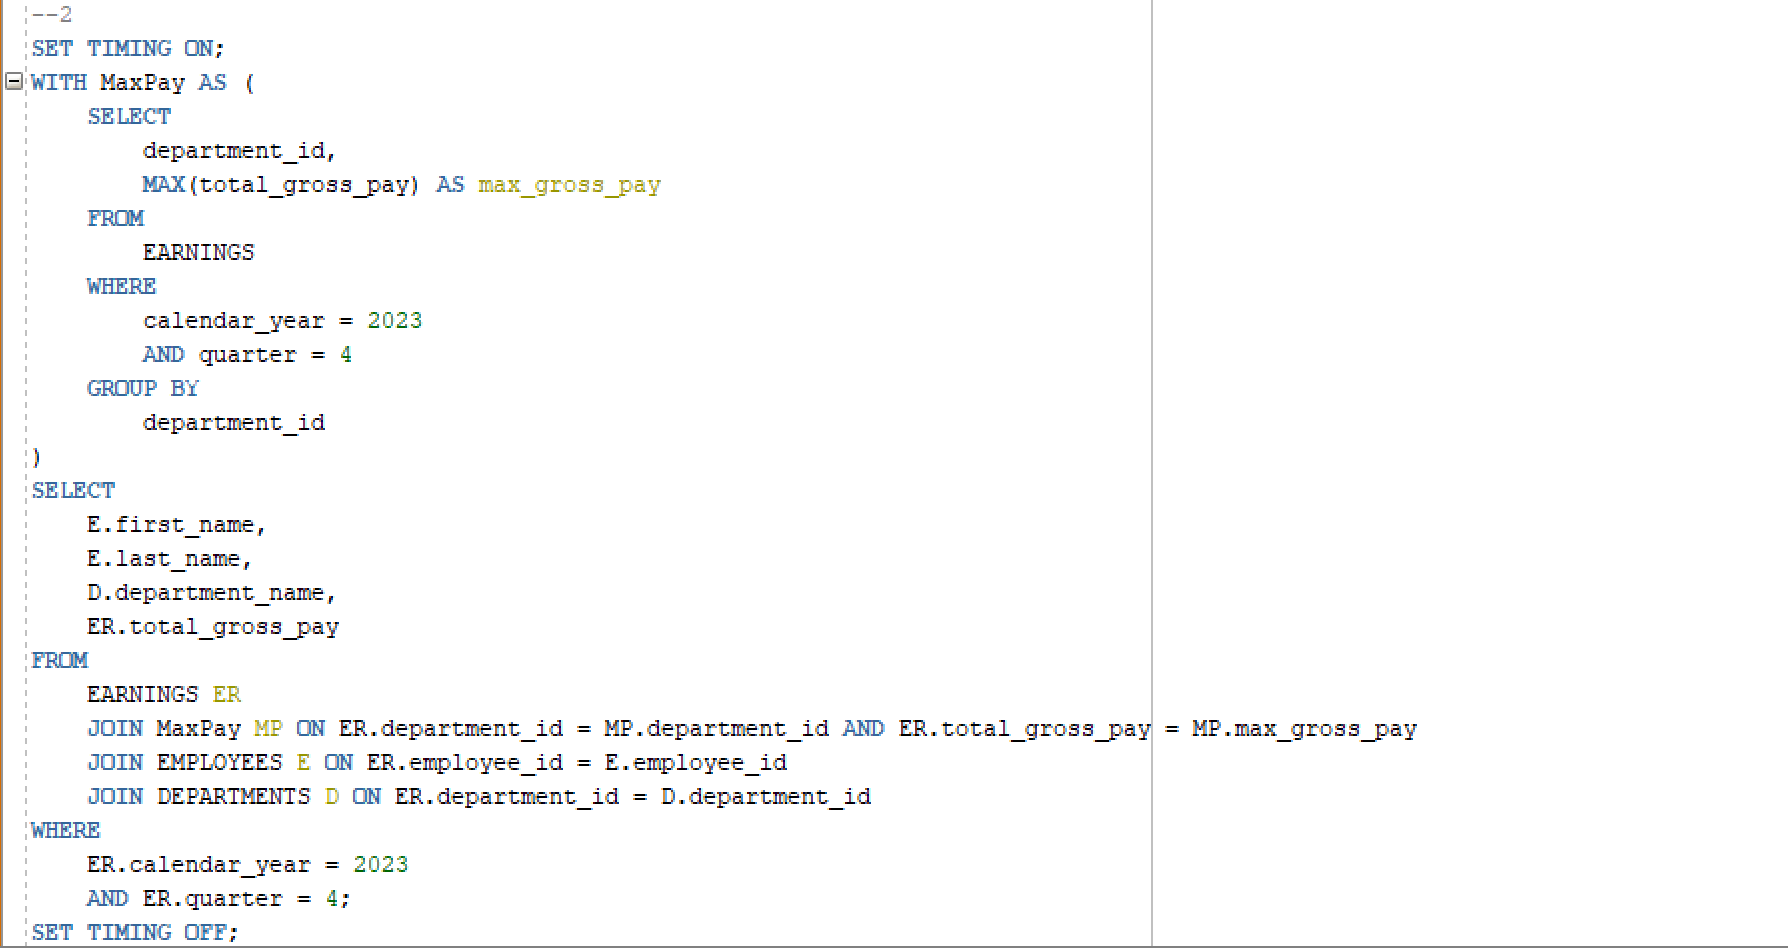 --2
SET TIMING ON;
WITH MaxPay AS (
    SELECT
        department_id,
        MAX(total_gross_pay) AS max_gross_pay
    FROM
        EARNINGS
    WHERE
        calendar_year = 2023
        AND quarter = 4
    GROUP BY
        department_id
)
SELECT
    E.first_name,
    E.last_name,
    D.department_name,
    ER.total_gross_pay
FROM
    EARNINGS ER
    JOIN MaxPay MP ON ER.department_id = MP.department_id AND ER.total_gross_pay = MP.max_gross_pay
    JOIN EMPLOYEES E ON ER.employee_id = E.employee_id
    JOIN DEPARTMENTS D ON ER.department_id = D.department_id
WHERE
    ER.calendar_year = 2023
    AND ER.quarter = 4;
SET TIMING OFF;